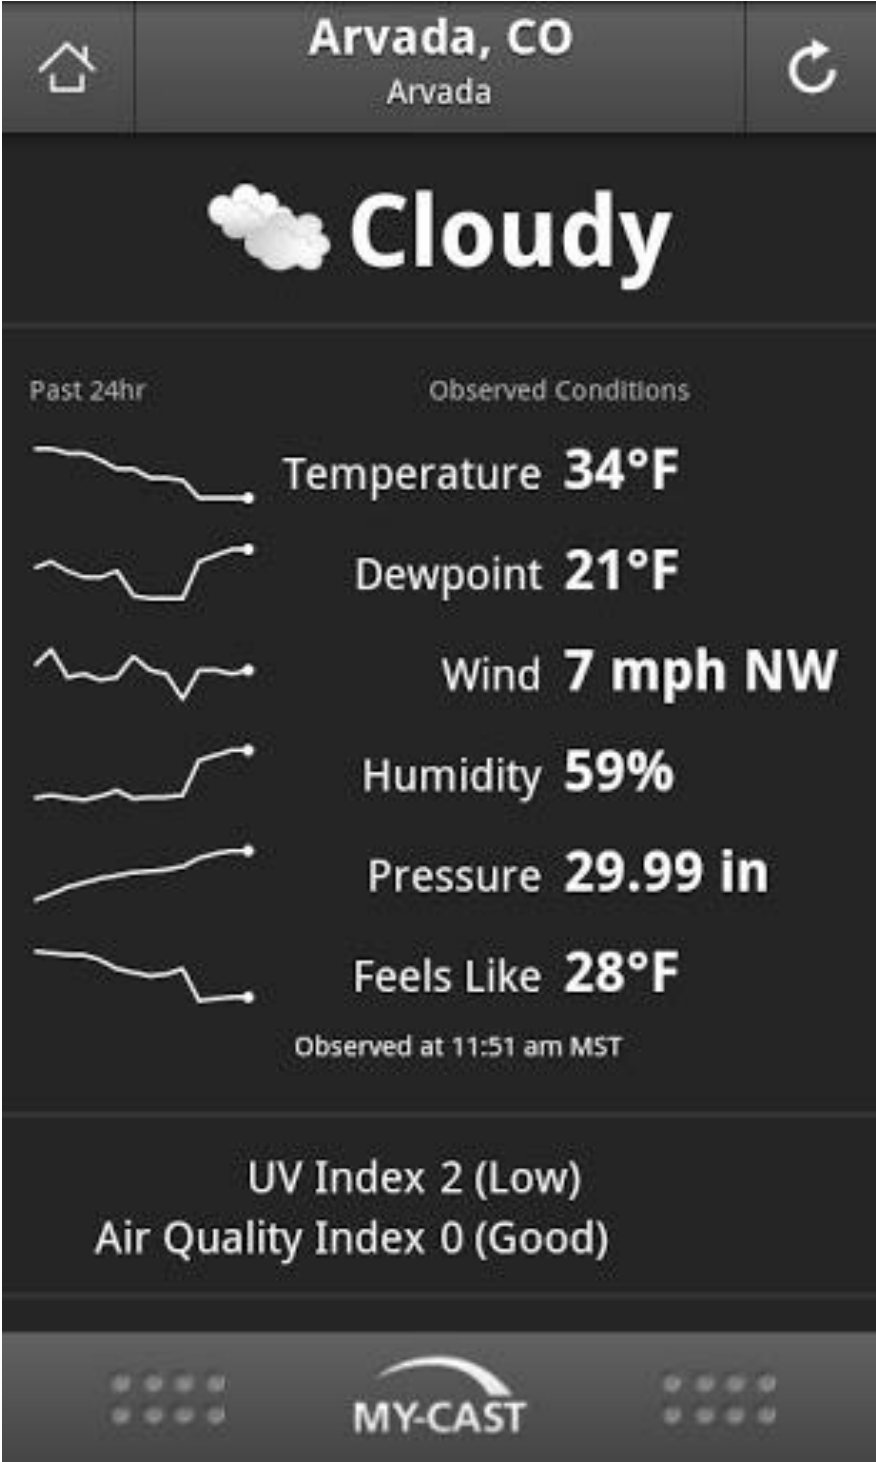 Arvada, CO
Arvada
Cloudy
Past 24hr Observed Conditions
Temperature 34°F
Dewpoint 21°F
Wind 7 mph NW
Humidity 59%
Pressure 29.99 in
Feels Like 28°F
Observed at 11:51 am MST
UV Index 2 (Low)
Air Quality Index 0 (Good)
MY-CAST